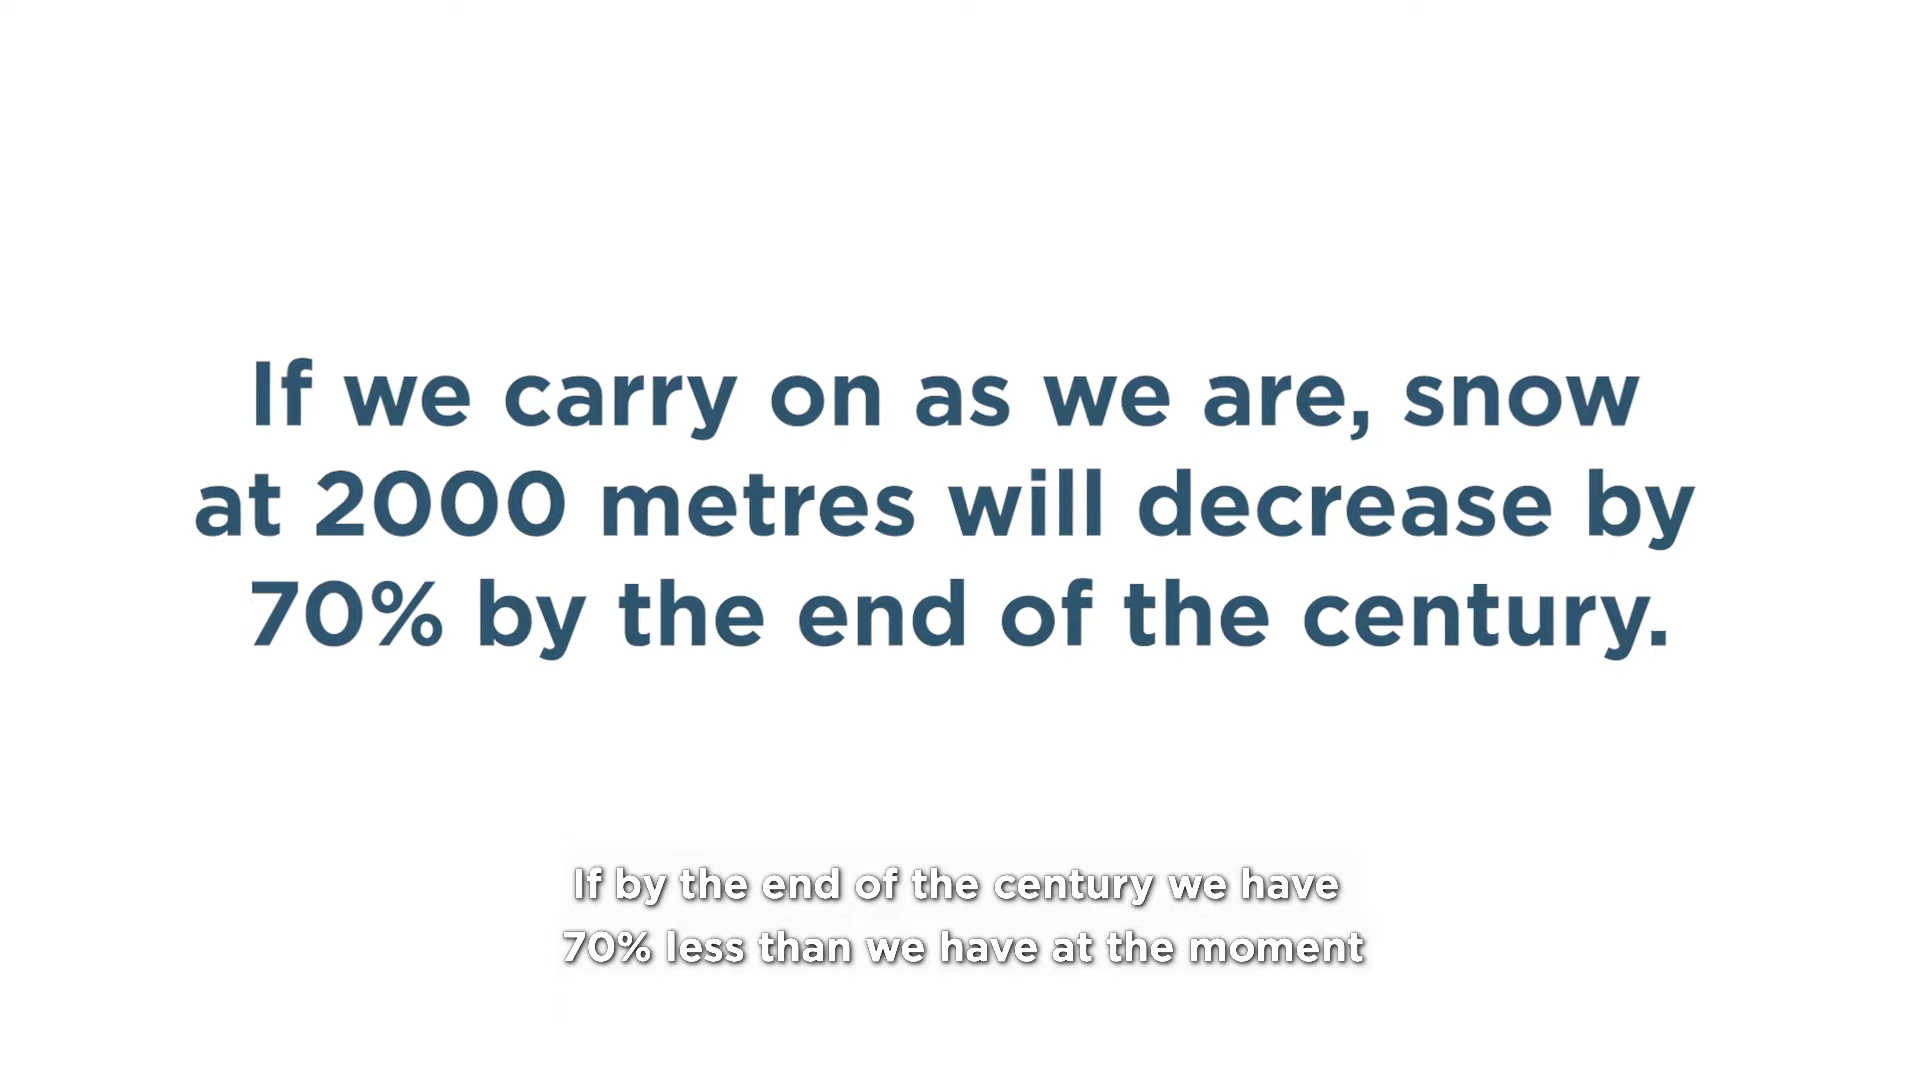 If we carry on as we are, snow
at 2000 metres will decrease by
70% by the end of the century.
If by the end of the century we have
70% less than we have at the moment